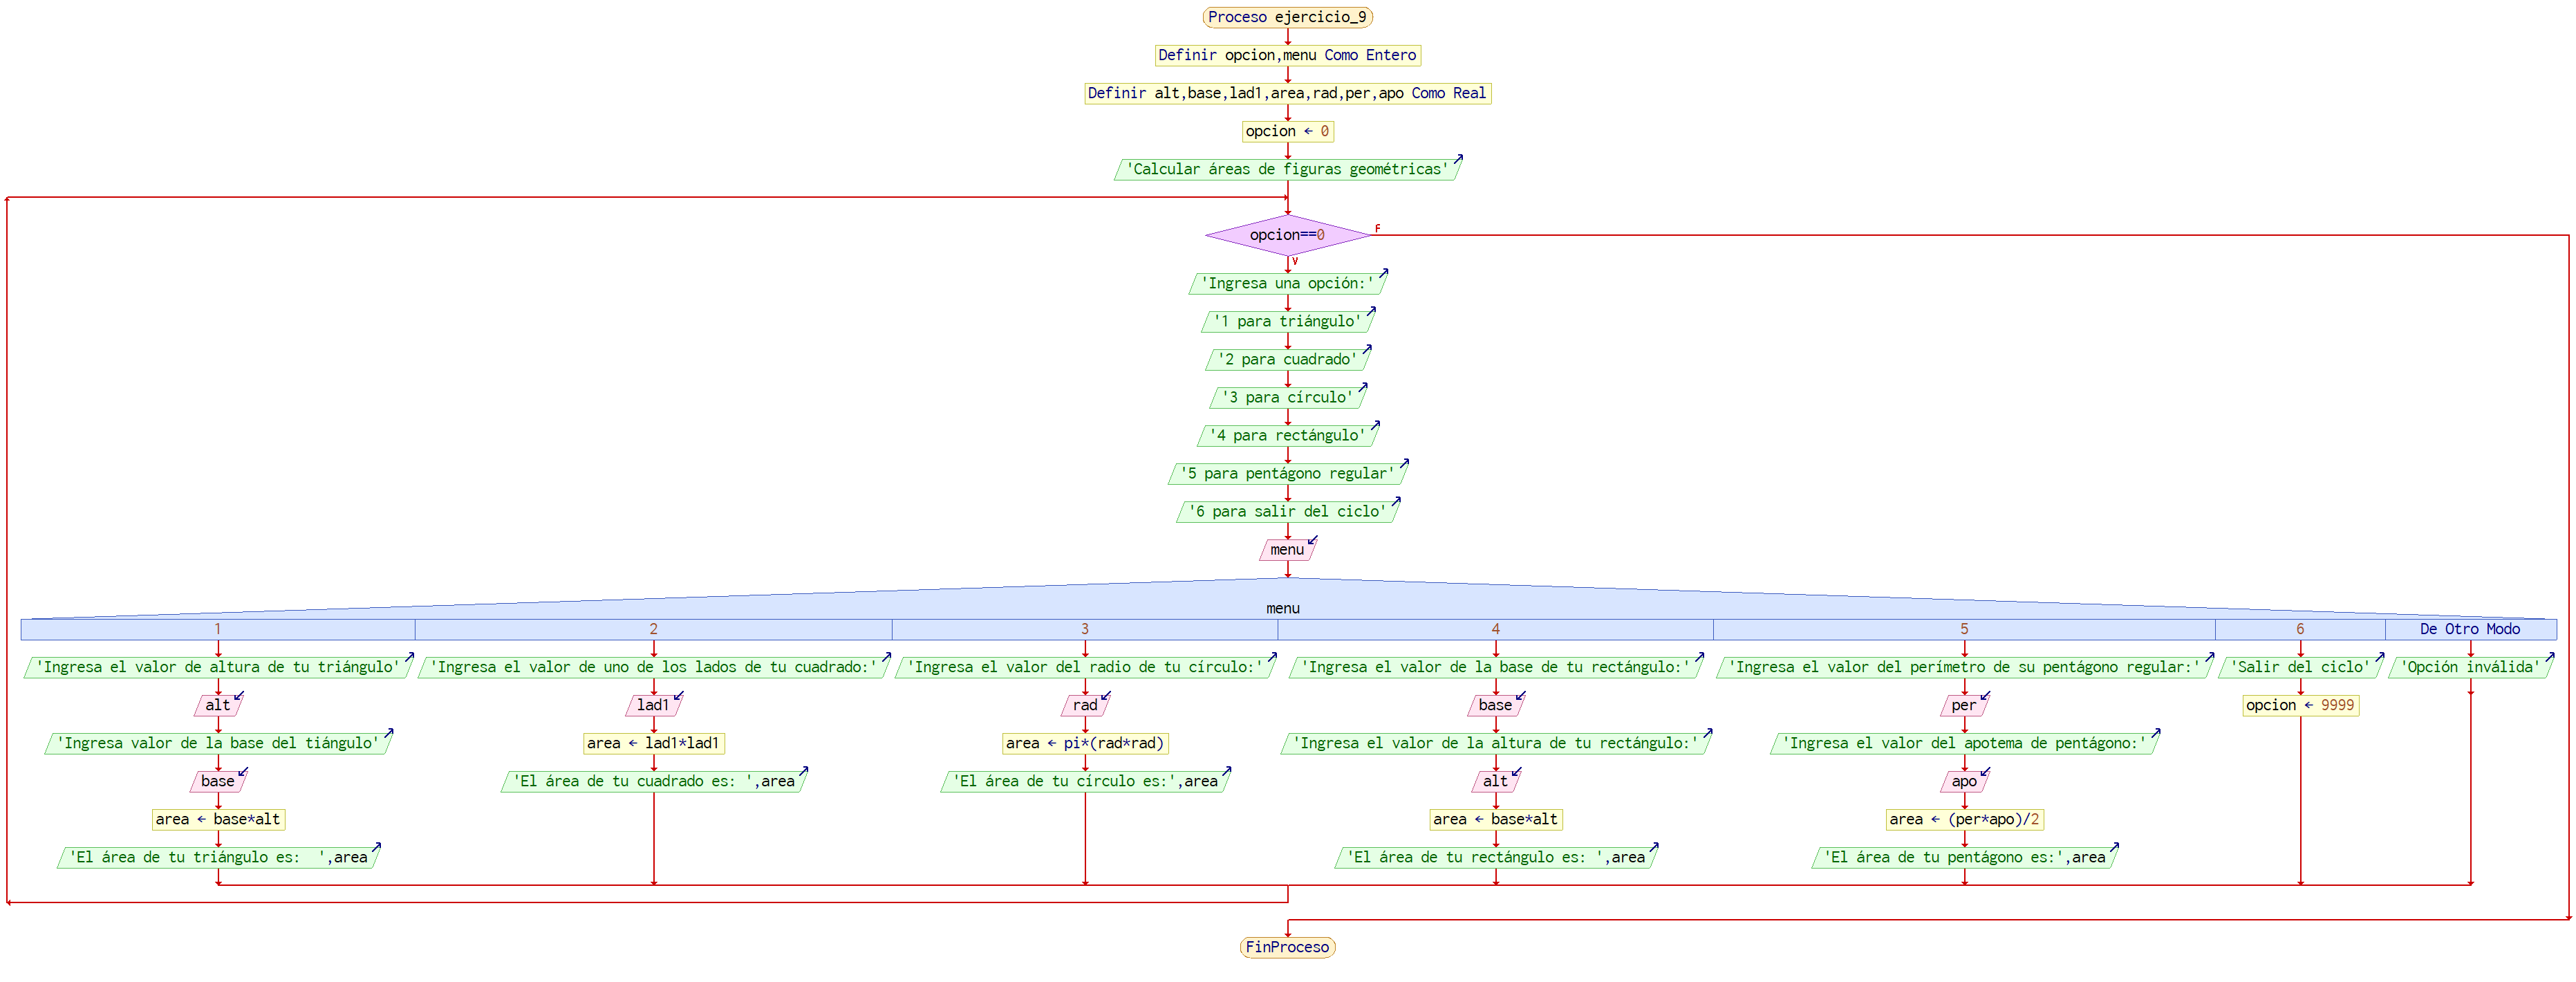 Proceso ejercicio_9
Definir opcion,menu Como Entero
Definir alt,base,lad1,area,rad,per,apo Como Real
opcion ← 0
'Calcular áreas de figuras geométricas'
opcion==0
F
V
'Ingresa una opción:'
'1 para triángulo'
'2 para cuadrado'
'3 para círculo'
'4 para rectángulo'
'5 para pentágono regular'
'6 para salir del ciclo'
menu
menu
1
'Ingresa el valor de altura de tu triángulo'
alt
'Ingresa valor de la base del tiángulo'
base
area ← base*alt
'El área de tu triángulo es:  ',area
2
'Ingresa el valor de uno de los lados de tu cuadrado:'
lad1
area ← lad1*lad1
'El área de tu cuadrado es: ',area
3
'Ingresa el valor del radio de tu círculo:'
rad
area ← pi*(rad*rad)
'El área de tu círculo es:',area
4
'Ingresa el valor de la base de tu rectángulo:'
base
'Ingresa el valor de la altura de tu rectángulo:'
alt
area ← base*alt
'El área de tu rectángulo es: ',area
5
'Ingresa el valor del perímetro de su pentágono regular:'
per
'Ingresa el valor del apotema de pentágono:'
apo
area ← (per*apo)/2
'El área de tu pentágono es:',area
6
'Salir del ciclo'
opcion ← 9999
De Otro Modo
'Opción inválida'
FinProceso